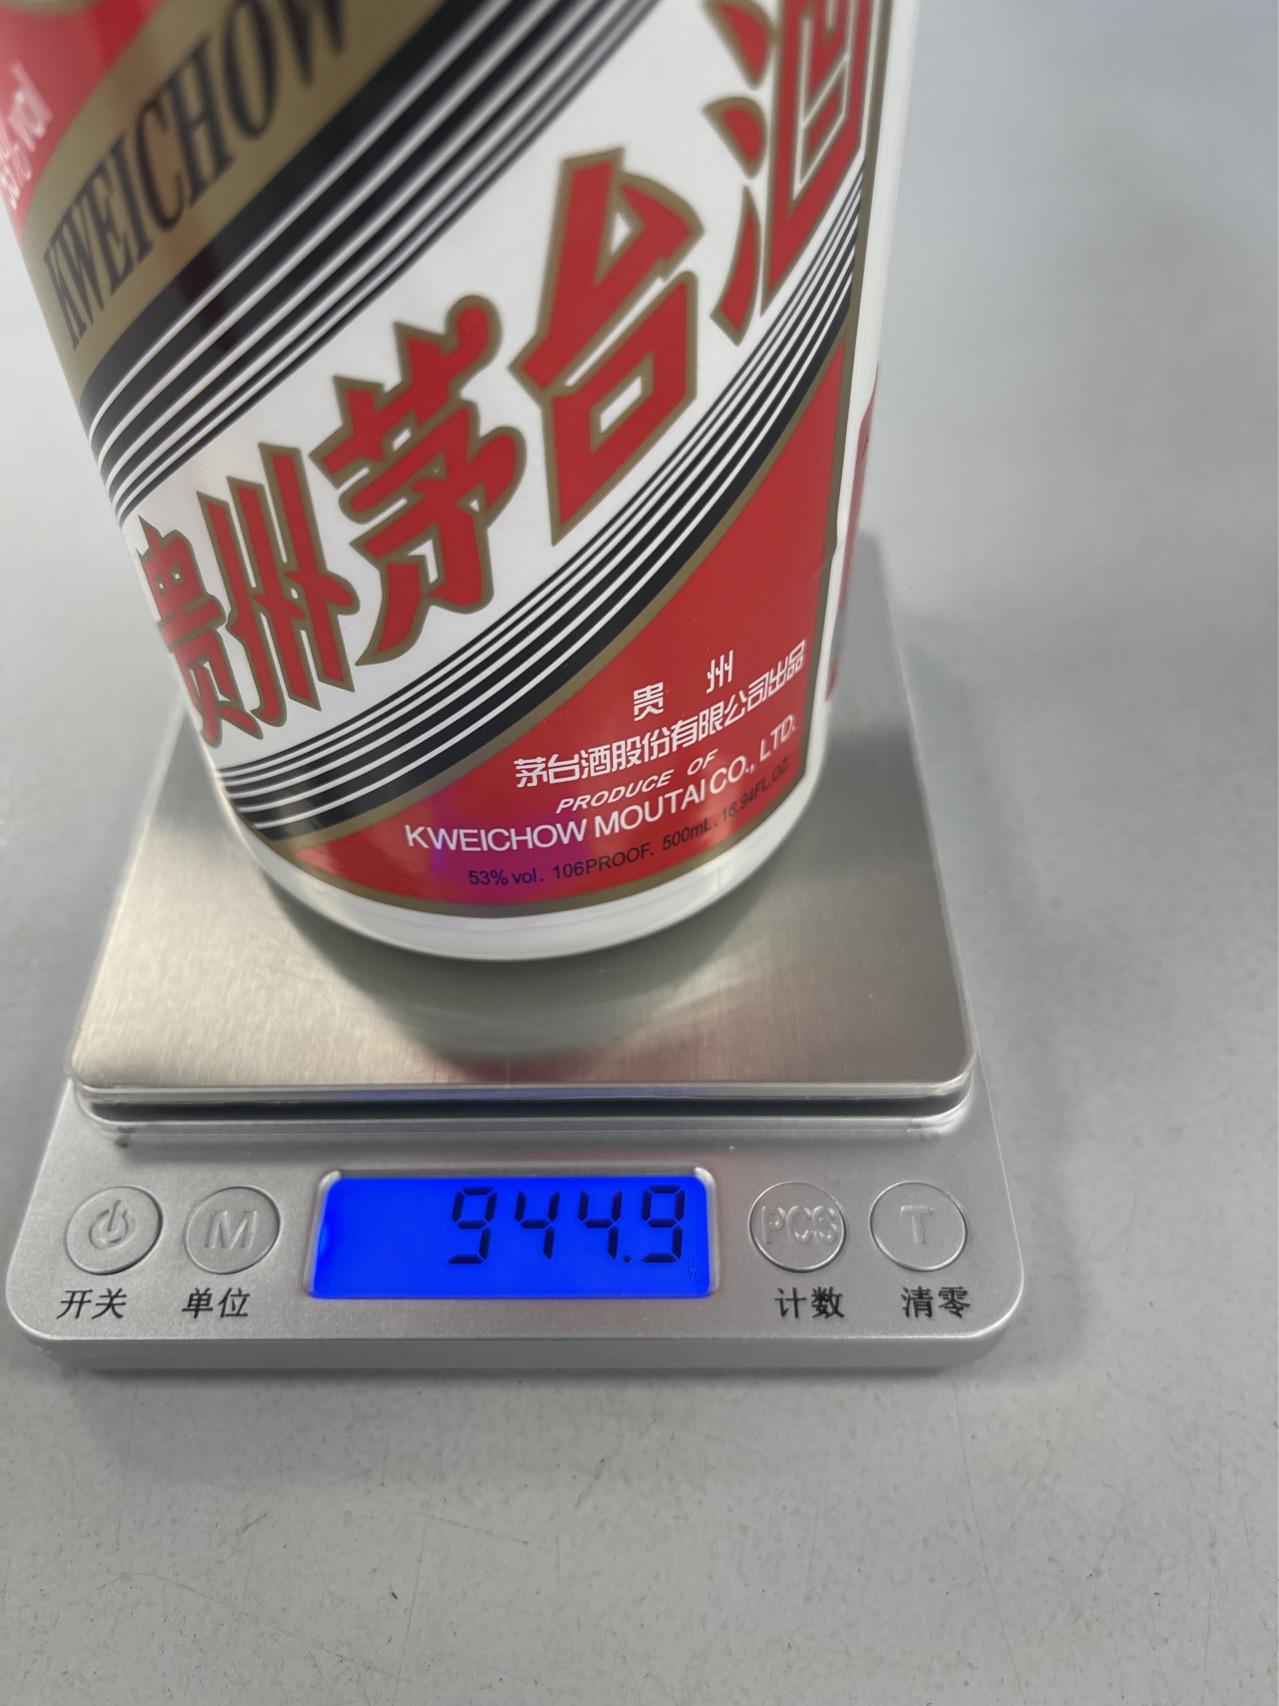 KWEICHOW
贵州茅台酒
贵 州
茅台酒股份有限公司出品
PRODUCE OF
KWEICHOW MOUTAI CO., LTD.
53% vol. 106PROOF. 500mL. 16.94FL.OZ.
944.9
克
M
PCS
T
开关
单位
计数
清零